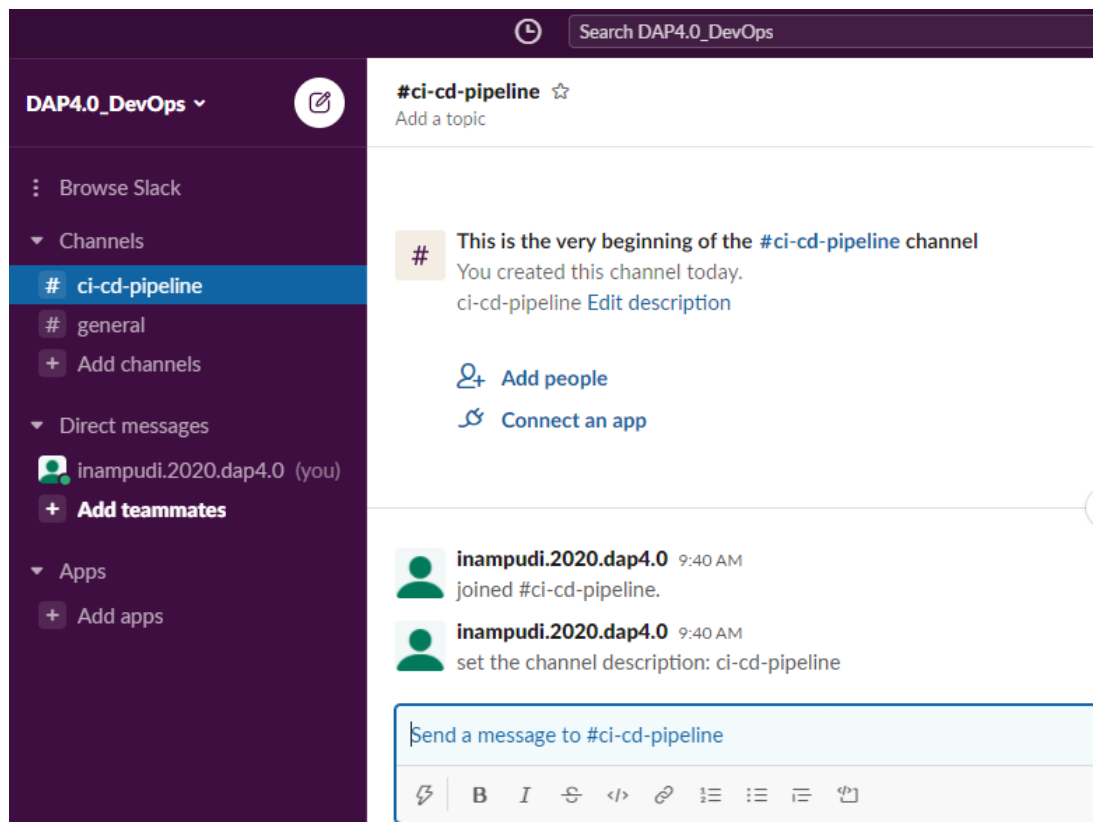 Search DAP4.0_DevOps
DAP4.0_DevOps
Browse Slack
Channels
# ci-cd-pipeline
# general
+ Add channels
Direct messages
inampudi.2020.dap4.0 (you)
+ Add teammates
Apps
+ Add apps
#ci-cd-pipeline
Add a topic
#
This is the very beginning of the #ci-cd-pipeline channel
You created this channel today.
ci-cd-pipeline Edit description
Add people
Connect an app
inampudi.2020.dap4.0 9:40 AM
joined #ci-cd-pipeline.
inampudi.2020.dap4.0 9:40 AM
set the channel description: ci-cd-pipeline
Send a message to #ci-cd-pipeline
B I S </>